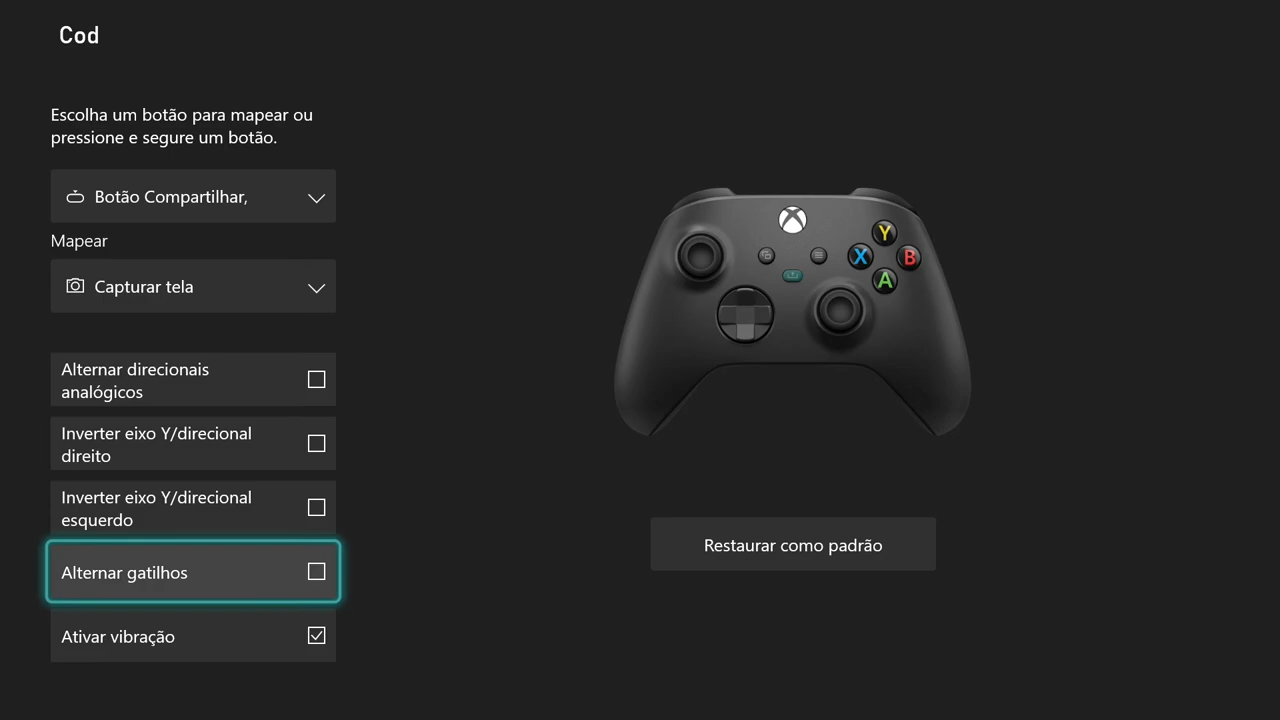 Cod
Escolha um botão para mapear ou
pressione e segure um botão.
Botão Compartilhar,
Mapear
Capturar tela
Alternar direcionais
analógicos
Inverter eixo Y/direcional
direito
Inverter eixo Y/direcional
esquerdo
Alternar gatilhos
Ativar vibração
Y
X
B
A
Restaurar como padrão